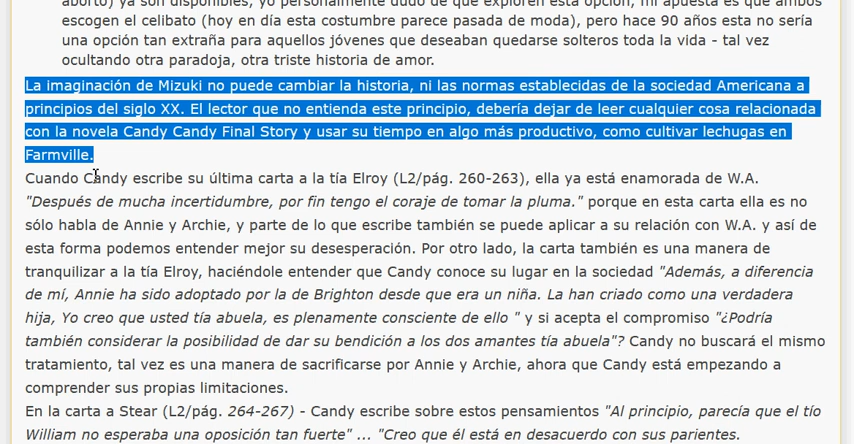 aborto) ya son disponibles, yo personalmente dudo de que exploren esta opción, mi apuesta es que ambos
escogen el celibato (hoy en día esta costumbre parece pasada de moda), pero hace 90 años esta no sería
una opción tan extraña para aquellos jóvenes que deseaban quedarse solteros toda la vida - tal vez
ocultando otra paradoja, otra triste historia de amor.
La imaginación de Mizuki no puede cambiar la historia, ni las normas establecidas de la sociedad Americana a
principios del siglo XX. El lector que no entienda este principio, debería dejar de leer cualquier cosa relacionada
con la novela Candy Candy Final Story y usar su tiempo en algo más productivo, como cultivar lechugas en
Farmville.
Cuando Candy escribe su última carta a la tía Elroy (L2/pág. 260-263), ella ya está enamorada de W.A.
"Después de mucha incertidumbre, por fin tengo el coraje de tomar la pluma." porque en esta carta ella es no
sólo habla de Annie y Archie, y parte de lo que escribe también se puede aplicar a su relación con W.A. y así de
esta forma podemos entender mejor su desesperación. Por otro lado, la carta también es una manera de
tranquilizar a la tía Elroy, haciéndole entender que Candy conoce su lugar en la sociedad "Además, a diferencia
de mí, Annie ha sido adoptado por la de Brighton desde que era un niña. La han criado como una verdadera
hija, Yo creo que usted tía abuela, es plenamente consciente de ello " y si acepta el compromiso "¿Podría
también considerar la posibilidad de dar su bendición a los dos amantes tía abuela"? Candy no buscará el mismo
tratamiento, tal vez es una manera de sacrificarse por Annie y Archie, ahora que Candy está empezando a
comprender sus propias limitaciones.
En la carta a Stear (L2/pág. 264-267) - Candy escribe sobre estos pensamientos "Al principio, parecía que el tío
William no esperaba una oposición tan fuerte" ... "Creo que él está en desacuerdo con sus parientes.